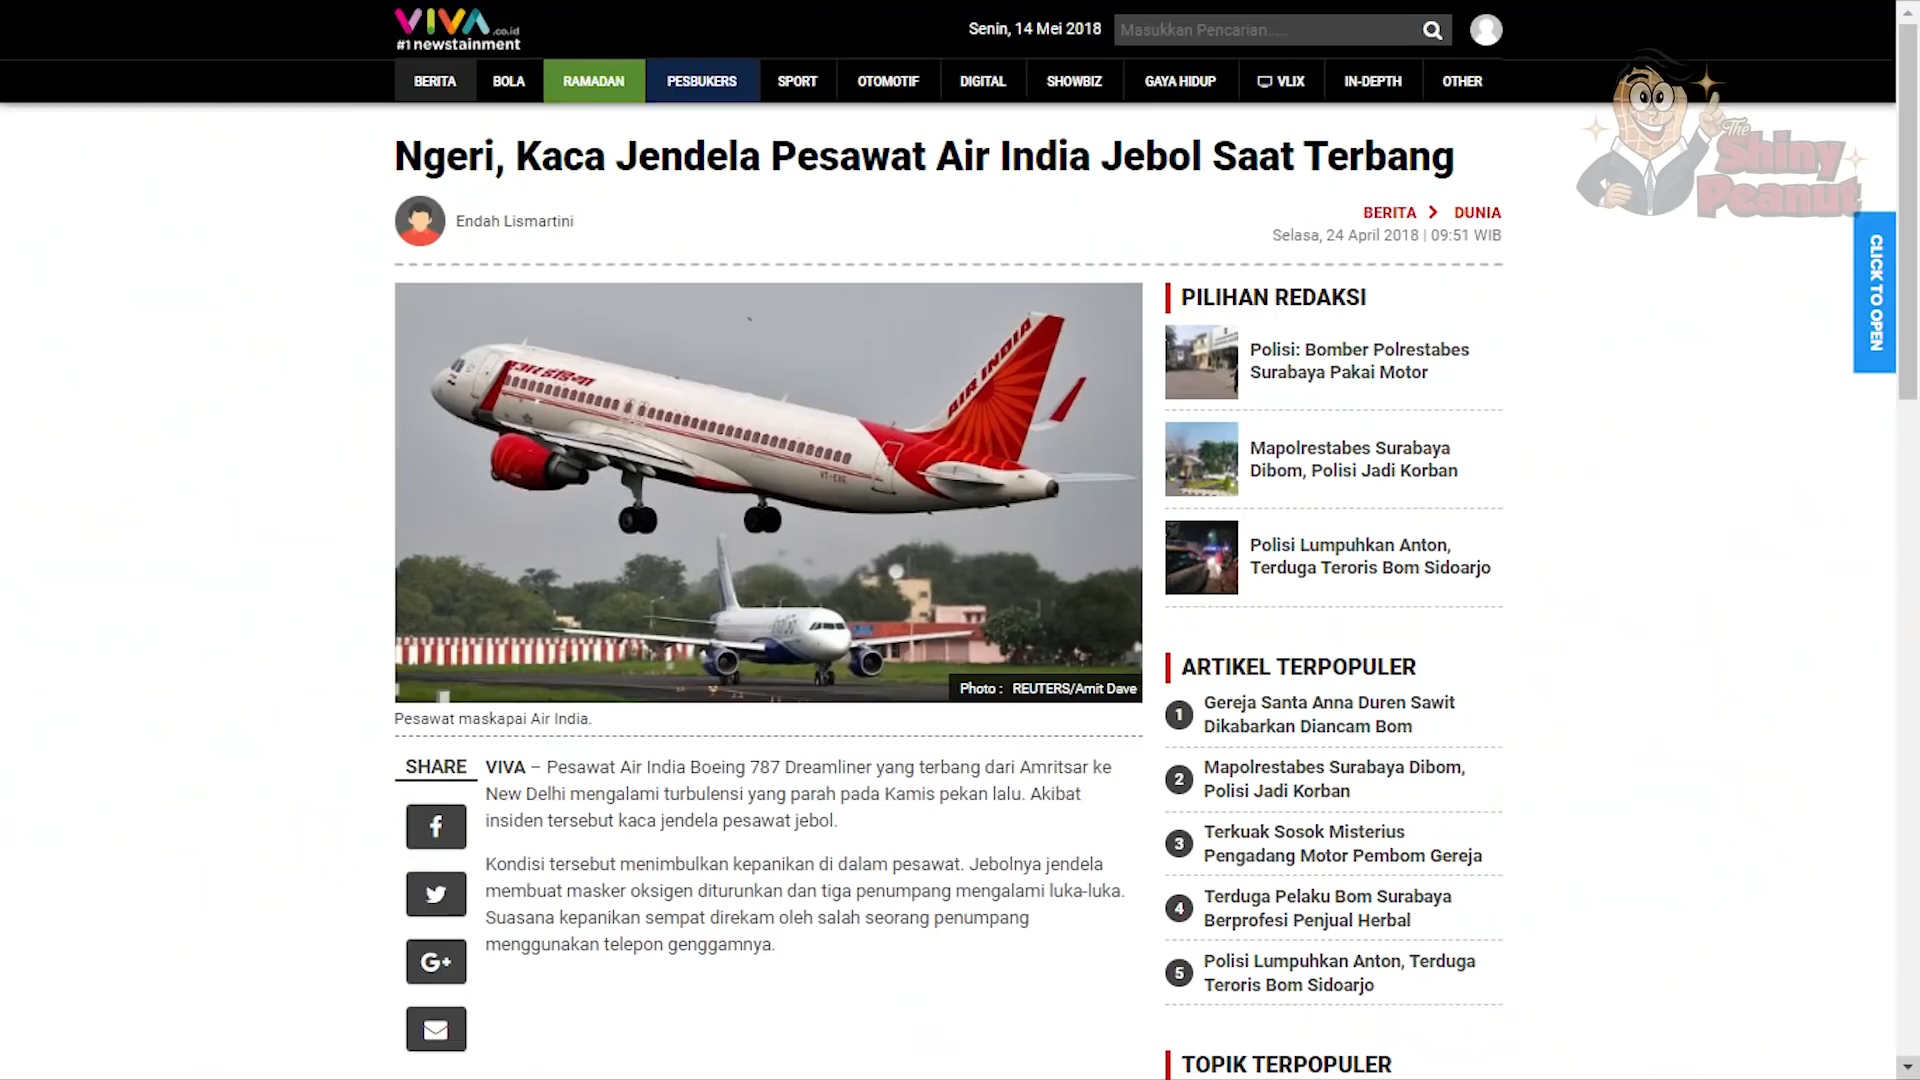 VIVA.co.id
#1 newstainment
Senin, 14 Mei 2018
Masukkan Pencarian.....
BERITA
BOLA
RAMADAN
PESBUKERS
SPORT
OTOMOTIF
DIGITAL
SHOWBIZ
GAYA HIDUP
VLIX
IN-DEPTH
OTHER
The
Shiny
Peanut
CLICK TO OPEN
Ngeri, Kaca Jendela Pesawat Air India Jebol Saat Terbang
Endah Lismartini
BERITA > DUNIA
Selasa, 24 April 2018 | 09:51 WIB
AIR INDIA
VT-EXE
IndiGo
Photo : REUTERS/Amit Dave
Pesawat maskapai Air India.
SHARE
VIVA – Pesawat Air India Boeing 787 Dreamliner yang terbang dari Amritsar ke
New Delhi mengalami turbulensi yang parah pada Kamis pekan lalu. Akibat
insiden tersebut kaca jendela pesawat jebol.
Kondisi tersebut menimbulkan kepanikan di dalam pesawat. Jebolnya jendela
membuat masker oksigen diturunkan dan tiga penumpang mengalami luka-luka.
Suasana kepanikan sempat direkam oleh salah seorang penumpang
menggunakan telepon genggamnya.
G+
PILIHAN REDAKSI
Polisi: Bomber Polrestabes
Surabaya Pakai Motor
Mapolrestabes Surabaya
Dibom, Polisi Jadi Korban
Polisi Lumpuhkan Anton,
Terduga Teroris Bom Sidoarjo
ARTIKEL TERPOPULER
1 Gereja Santa Anna Duren Sawit
Dikabarkan Diancam Bom
2 Mapolrestabes Surabaya Dibom,
Polisi Jadi Korban
3 Terkuak Sosok Misterius
Pengadang Motor Pembom Gereja
4 Terduga Pelaku Bom Surabaya
Berprofesi Penjual Herbal
5 Polisi Lumpuhkan Anton, Terduga
Teroris Bom Sidoarjo
TOPIK TERPOPULER